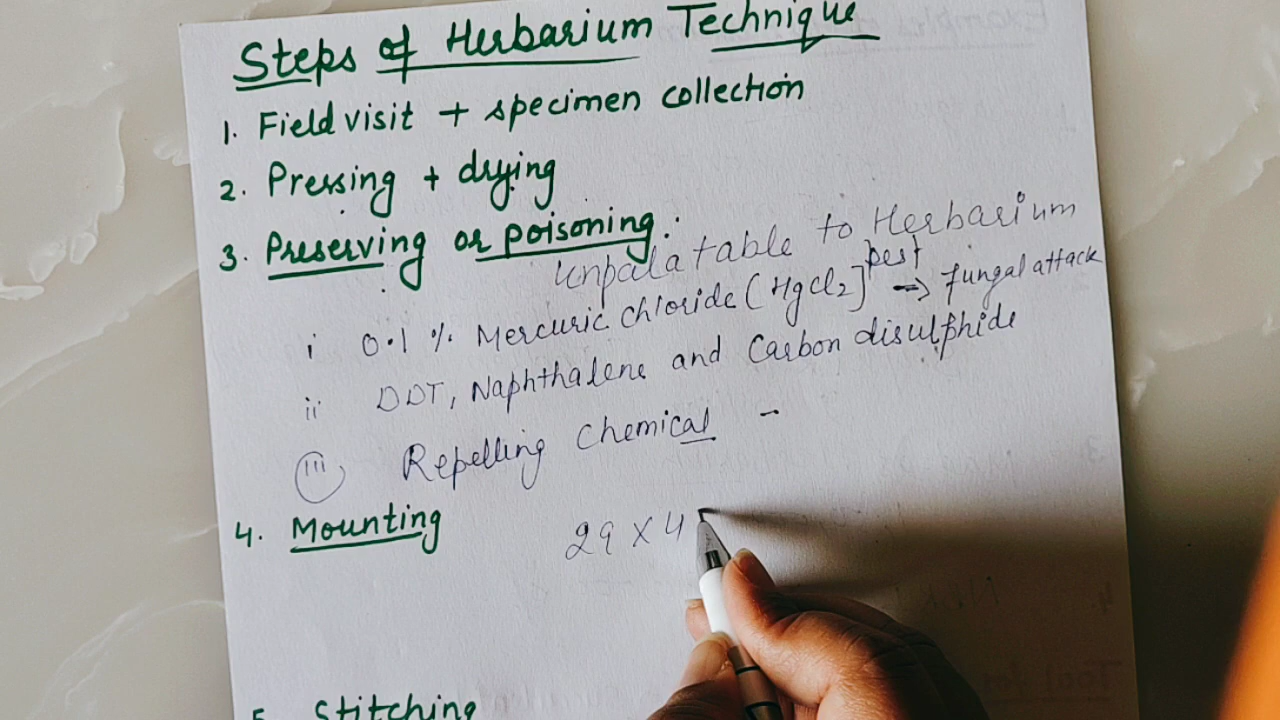 Steps of Herbarium Technique
1. Field visit + specimen collection
2. Pressing + drying
3. Preserving or poisoning.
Unpalatable to Herbarium
pest
i 0.1 % Mercuric chloride (HgCl2] → fungal attack
ii DDT, Naphthalene and Carbon disulphide
iii Repelling Chemical -
4. Mounting 29 x 4
5. Stitching